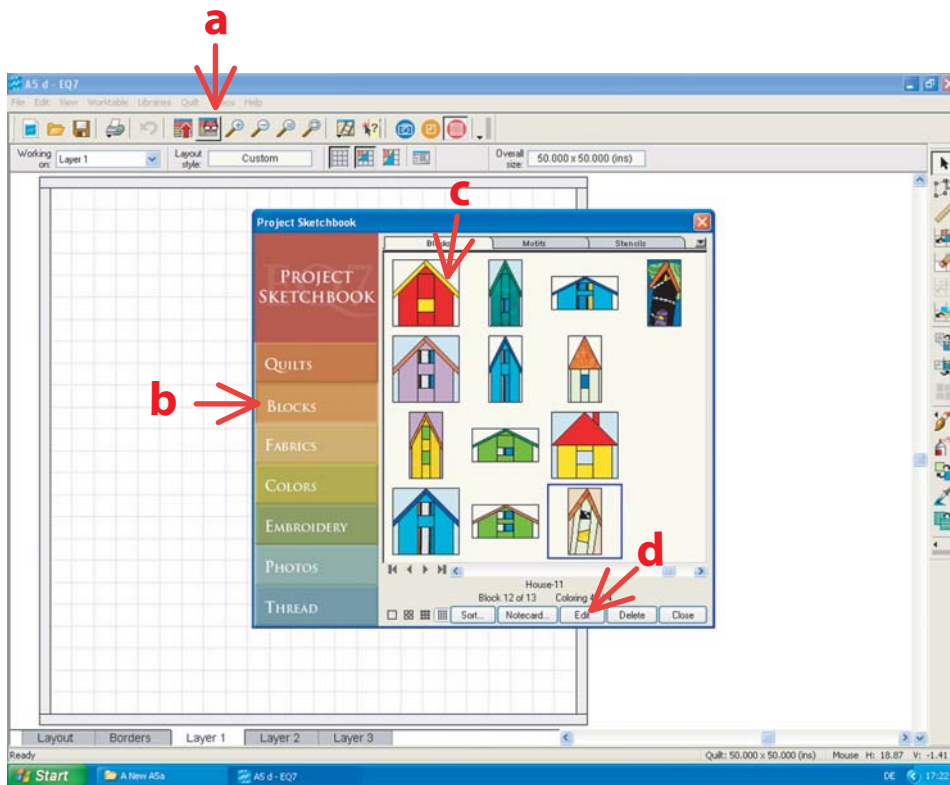 a
A5 d - EQ7
File Edit View Worktable Libraries Quilt Help
Working on: Layer 1 Layout style: Custom Overall size: 50.000 x 50.000 (ins)
c
Project Sketchbook
Blocks Motifs Stencils
PROJECT
SKETCHBOOK
QUILTS
b
BLOCKS
FABRICS
COLORS
EMBROIDERY
PHOTOS
THREAD
d
House-11
Block 12 of 13 Coloring 4
Sort... Notecard... Edit Delete Close
Layout Borders Layer 1 Layer 2 Layer 3
Ready Quilt: 50.000 x 50.000 (ins) Mouse H: 18.87 V: -1.41
Start A New A5a A5 d - EQ7 DE 17:22